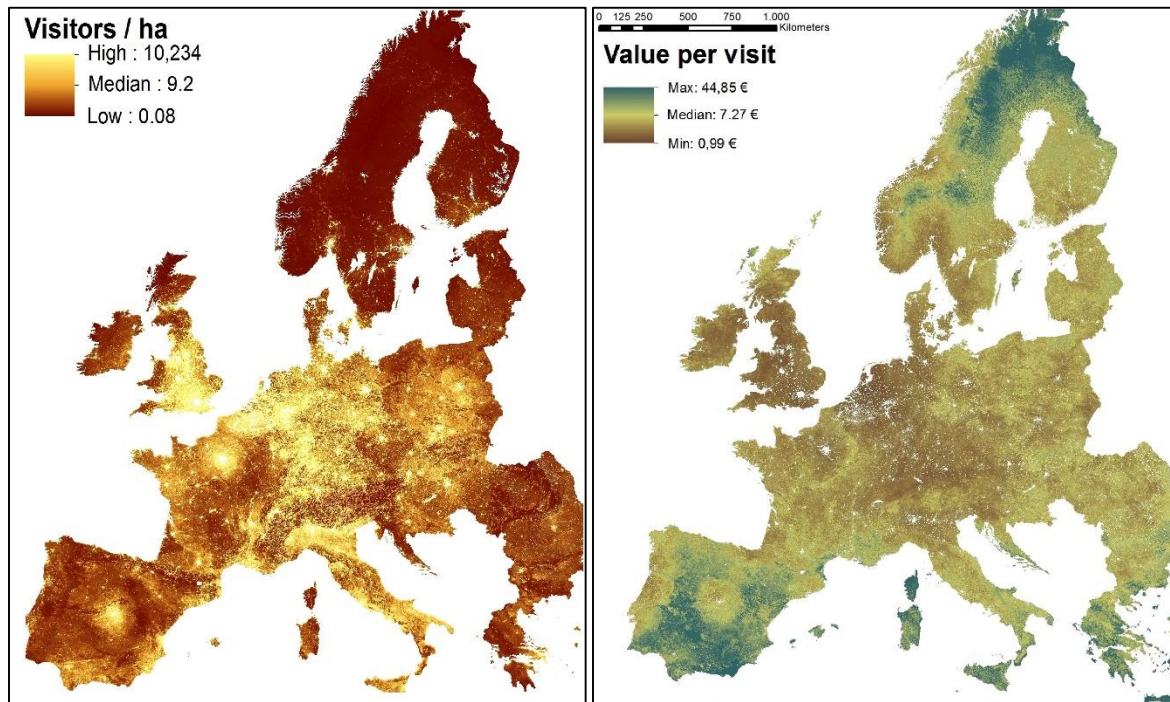 Visitors / ha
High : 10,234
Median : 9.2
Low : 0.08
0 125 250 500 750 1.000
Kilometers
Value per visit
Max: 44,85 €
Median: 7.27 €
Min: 0,99 €